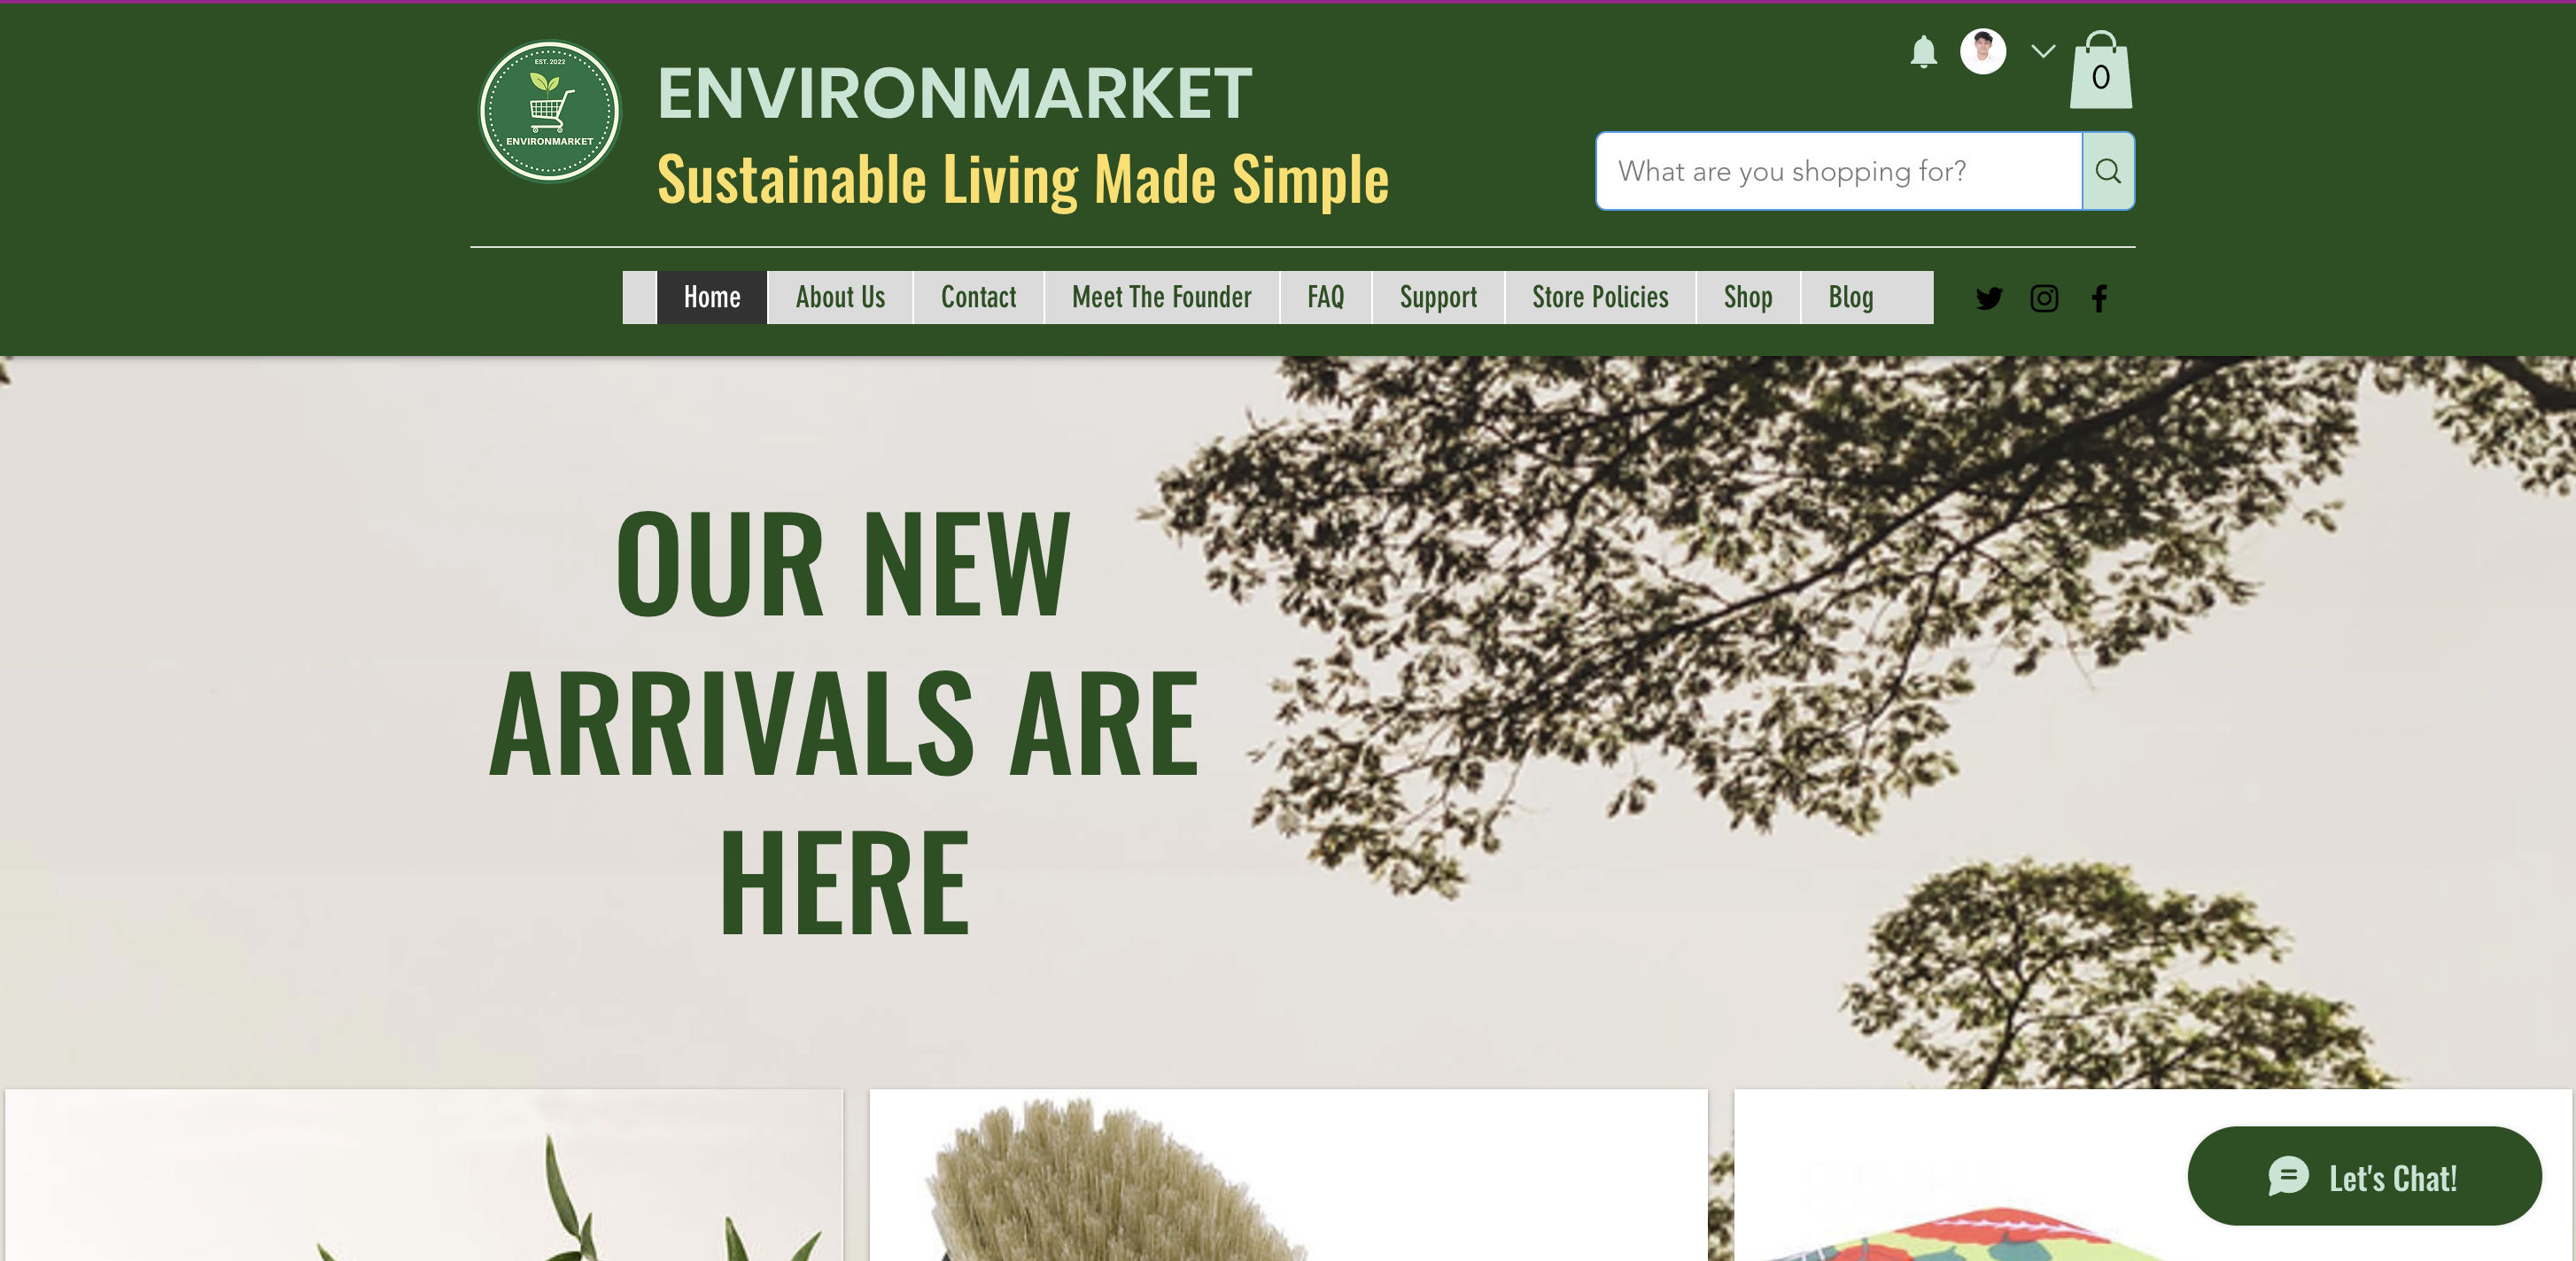 EST. 2022
ENVIRONMARKET
ENVIRONMARKET
Sustainable Living Made Simple
0
What are you shopping for?
Home About Us Contact Meet The Founder FAQ Support Store Policies Shop Blog
OUR NEW
ARRIVALS ARE
HERE
Let's Chat!